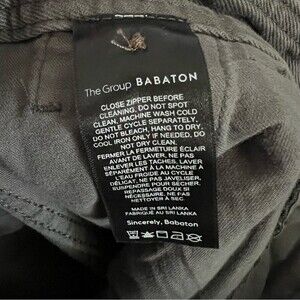 The Group BABATON
CLOSE ZIPPER BEFORE
CLEANING, DO NOT SPOT
CLEAN, MACHINE WASH COLD
GENTLE CYCLE SEPARATELY,
DO NOT BLEACH, HANG TO DRY,
COOL IRON ONLY IF NEEDED, DO
NOT DRY CLEAN.
FERMER LA FERMETURE ÉCLAIR
AVANT DE LAVER, NE PAS
ENLEVER LES TACHES, LAVER
SÉPARÉMENT À LA MACHINE À
L'EAU FROIDE AU CYCLE
DÉLICAT, NE PAS JAVELISER,
SUSPENDRE POUR SÉCHER,
REPASSAGE DOUX SI
NÉCESSAIRE, NE PAS
NETTOYER À SEC.
MADE IN SRI LANKA
FABRIQUÉ AU SRI LANKA
Sincerely, Babaton